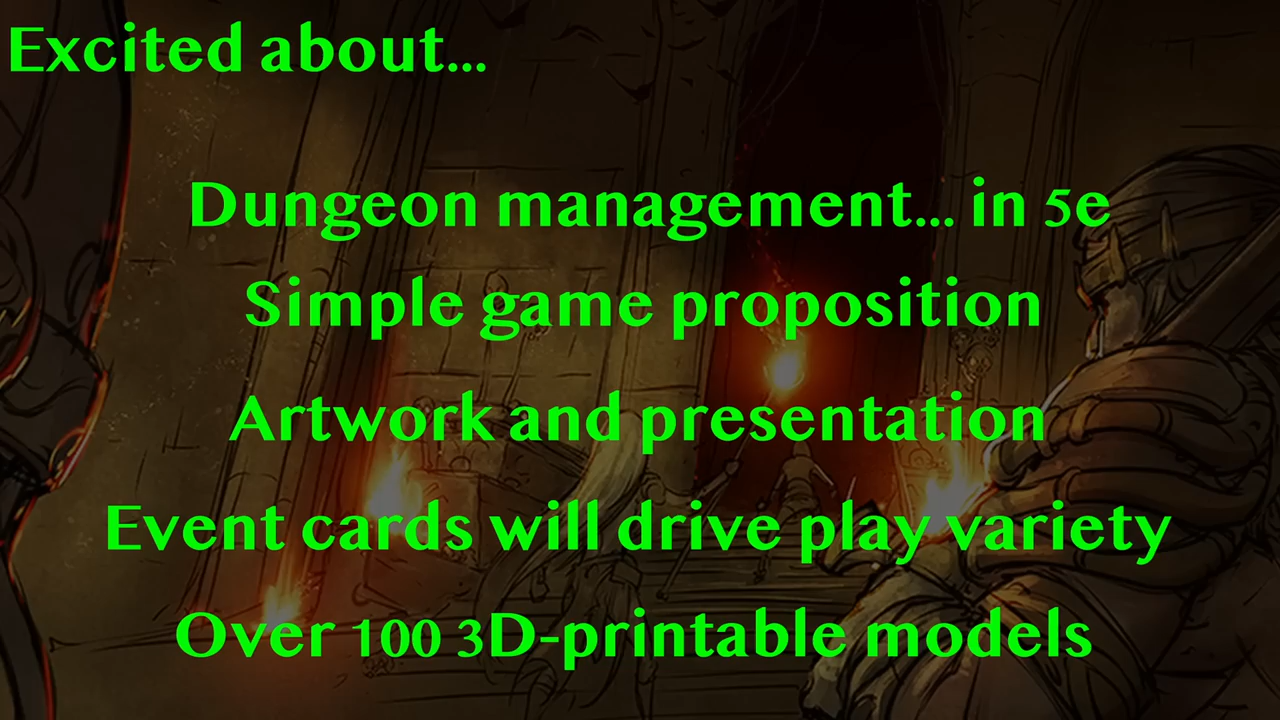 Excited about...
Dungeon management... in 5e
Simple game proposition
Artwork and presentation
Event cards will drive play variety
Over 100 3D-printable models